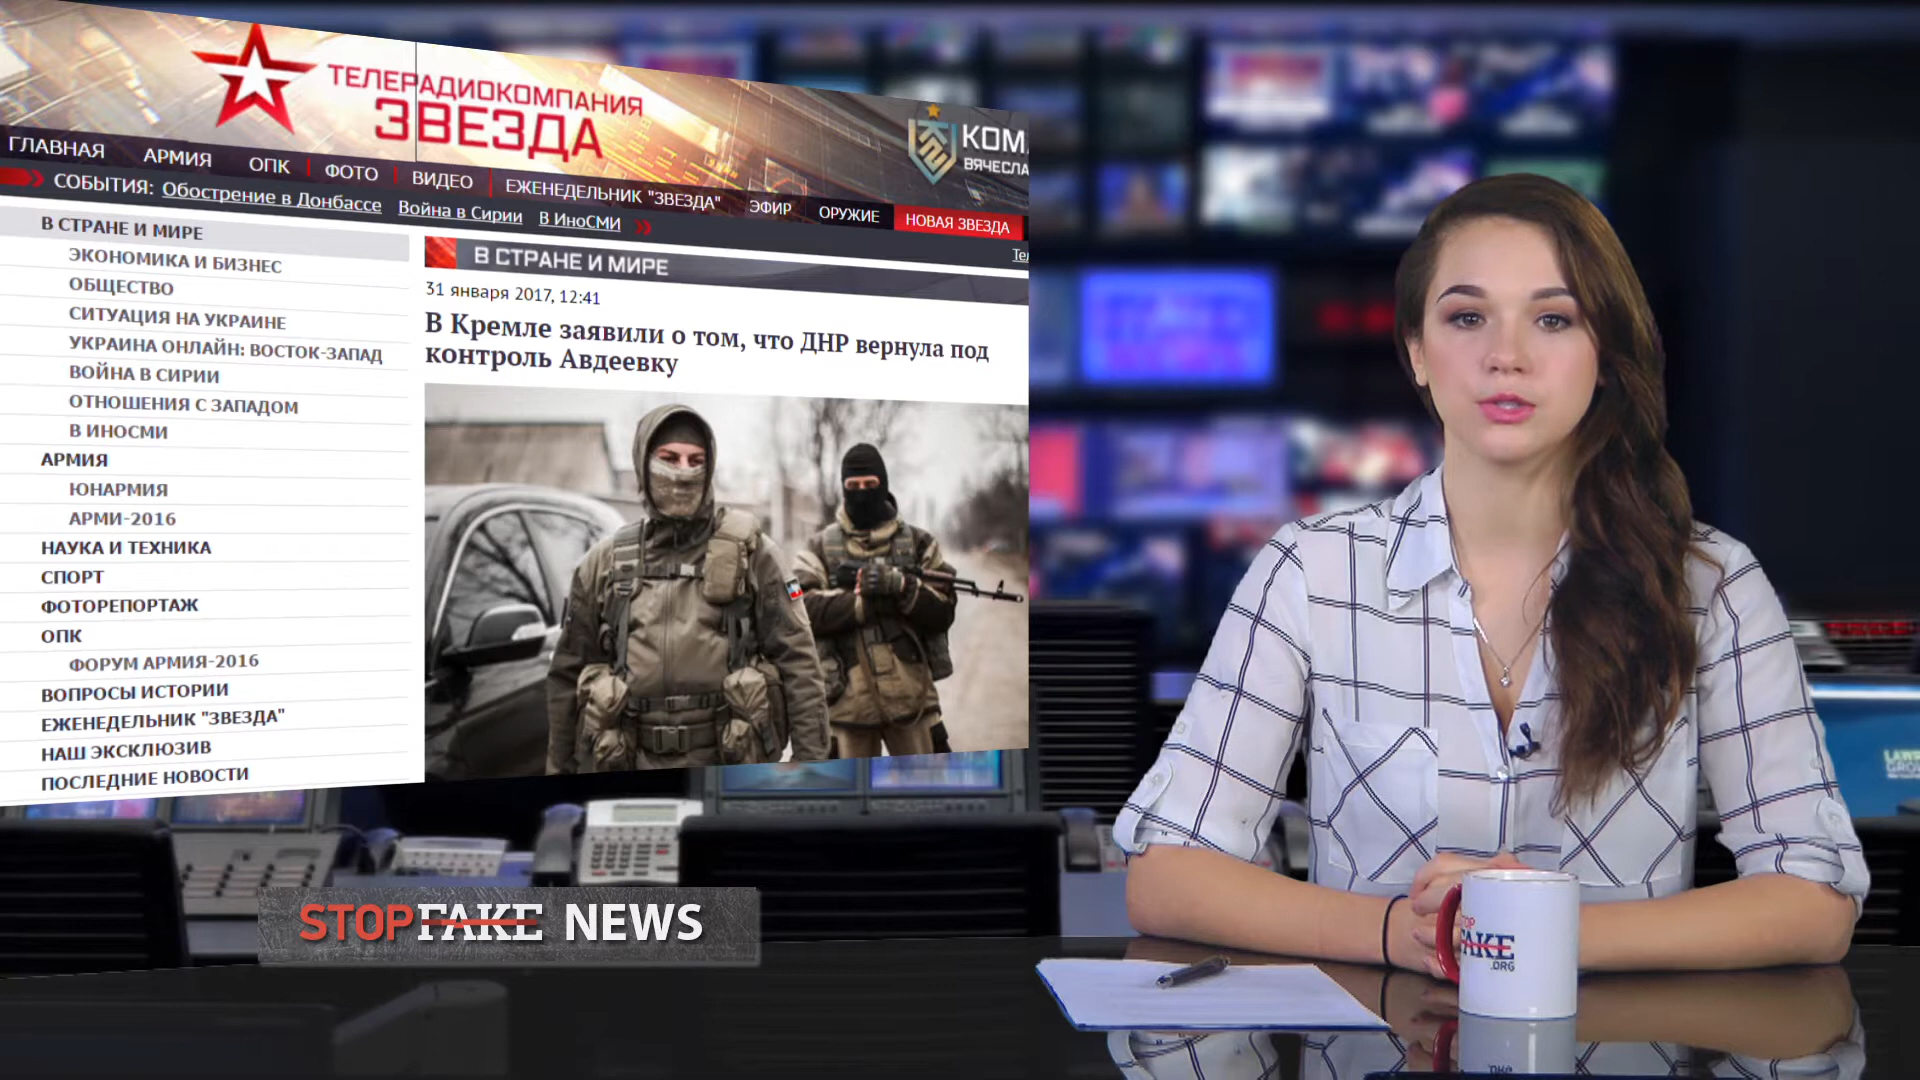 ТЕЛЕРАДИОКОМПАНИЯ
ЗВЕЗДА
КОМ
ВЯЧЕСЛА
ГЛАВНАЯ АРМИЯ ОПК ФОТО ВИДЕО ЕЖЕНЕДЕЛЬНИК "ЗВЕЗДА" ЭФИР ОРУЖИЕ НОВАЯ ЗВЕЗДА
СОБЫТИЯ: Обострение в Донбассе Война в Сирии В ИноСМИ
В СТРАНЕ И МИРЕ
ЭКОНОМИКА И БИЗНЕС
ОБЩЕСТВО
СИТУАЦИЯ НА УКРАИНЕ
УКРАИНА ОНЛАЙН: ВОСТОК-ЗАПАД
ВОЙНА В СИРИИ
ОТНОШЕНИЯ С ЗАПАДОМ
В ИНОСМИ
АРМИЯ
ЮНАРМИЯ
АРМИ-2016
НАУКА И ТЕХНИКА
СПОРТ
ФОТОРЕПОРТАЖ
ОПК
ФОРУМ АРМИЯ-2016
ВОПРОСЫ ИСТОРИИ
ЕЖЕНЕДЕЛЬНИК "ЗВЕЗДА"
НАШ ЭКСКЛЮЗИВ
ПОСЛЕДНИЕ НОВОСТИ
Тел
В СТРАНЕ И МИРЕ
31 января 2017, 12:41
В Кремле заявили о том, что ДНР вернула под
контроль Авдеевку
STOPFAKE NEWS
STOP
FAKE
.ORG